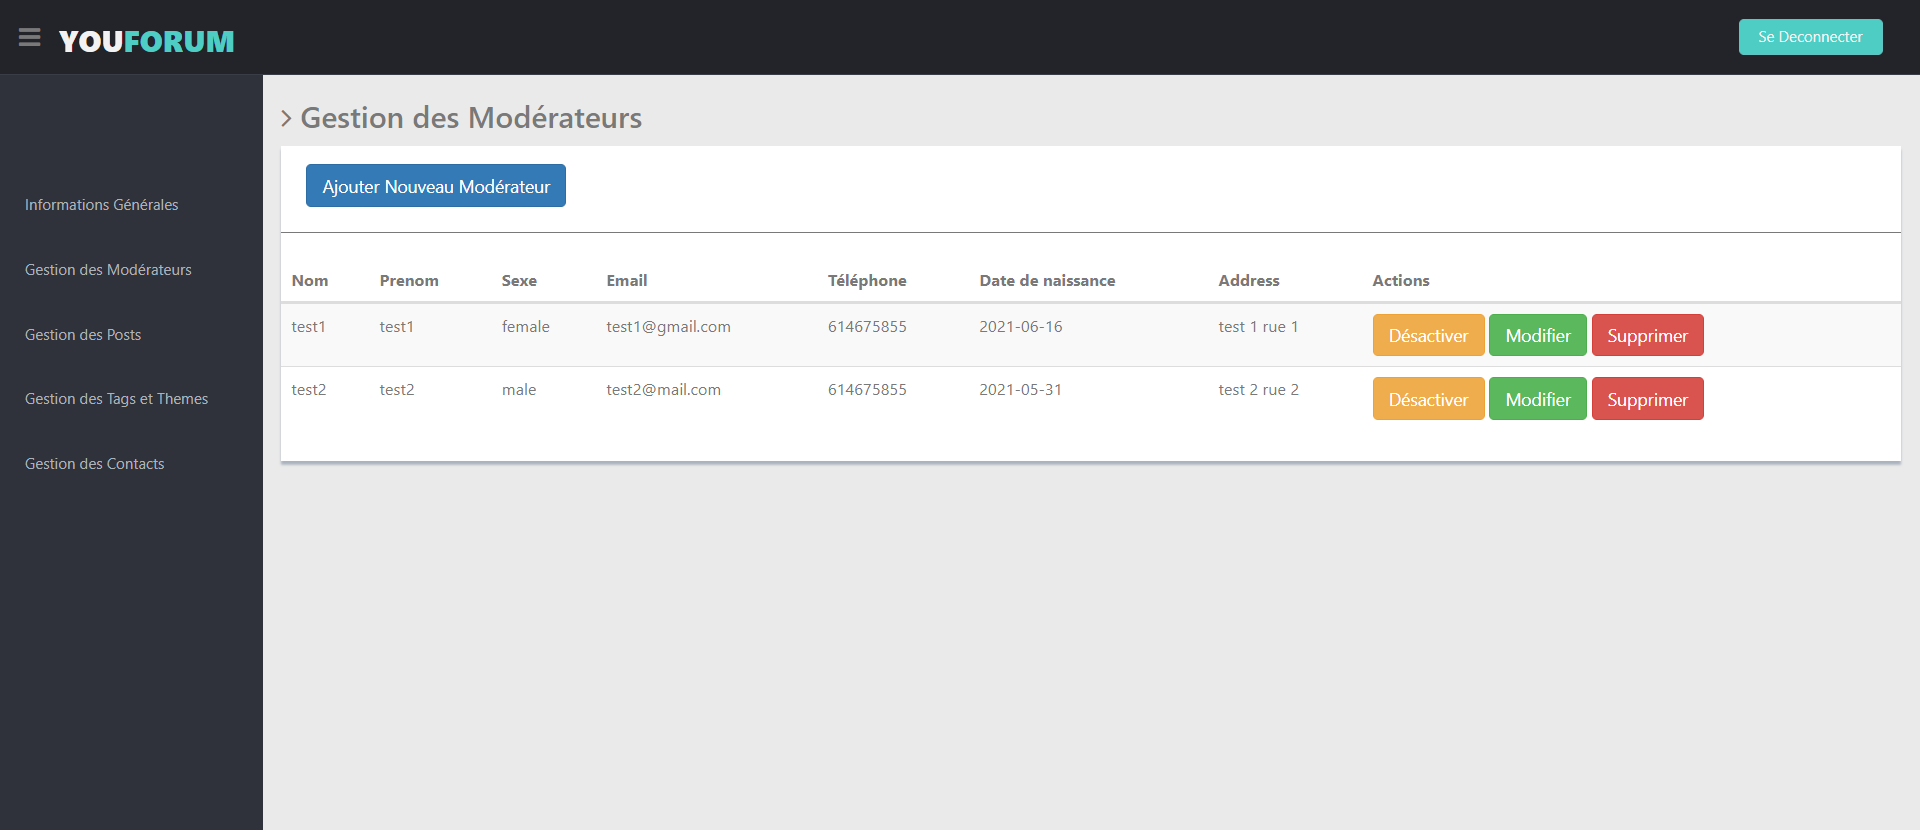 YOUFORUM
Se Deconnecter
Informations Générales
Gestion des Modérateurs
Gestion des Posts
Gestion des Tags et Themes
Gestion des Contacts
Gestion des Modérateurs
Ajouter Nouveau Modérateur
Nom Prenom Sexe Email Téléphone Date de naissance Address Actions
test1 test1 female test1@gmail.com 614675855 2021-06-16 test 1 rue 1 Désactiver Modifier Supprimer
test2 test2 male test2@mail.com 614675855 2021-05-31 test 2 rue 2 Désactiver Modifier Supprimer